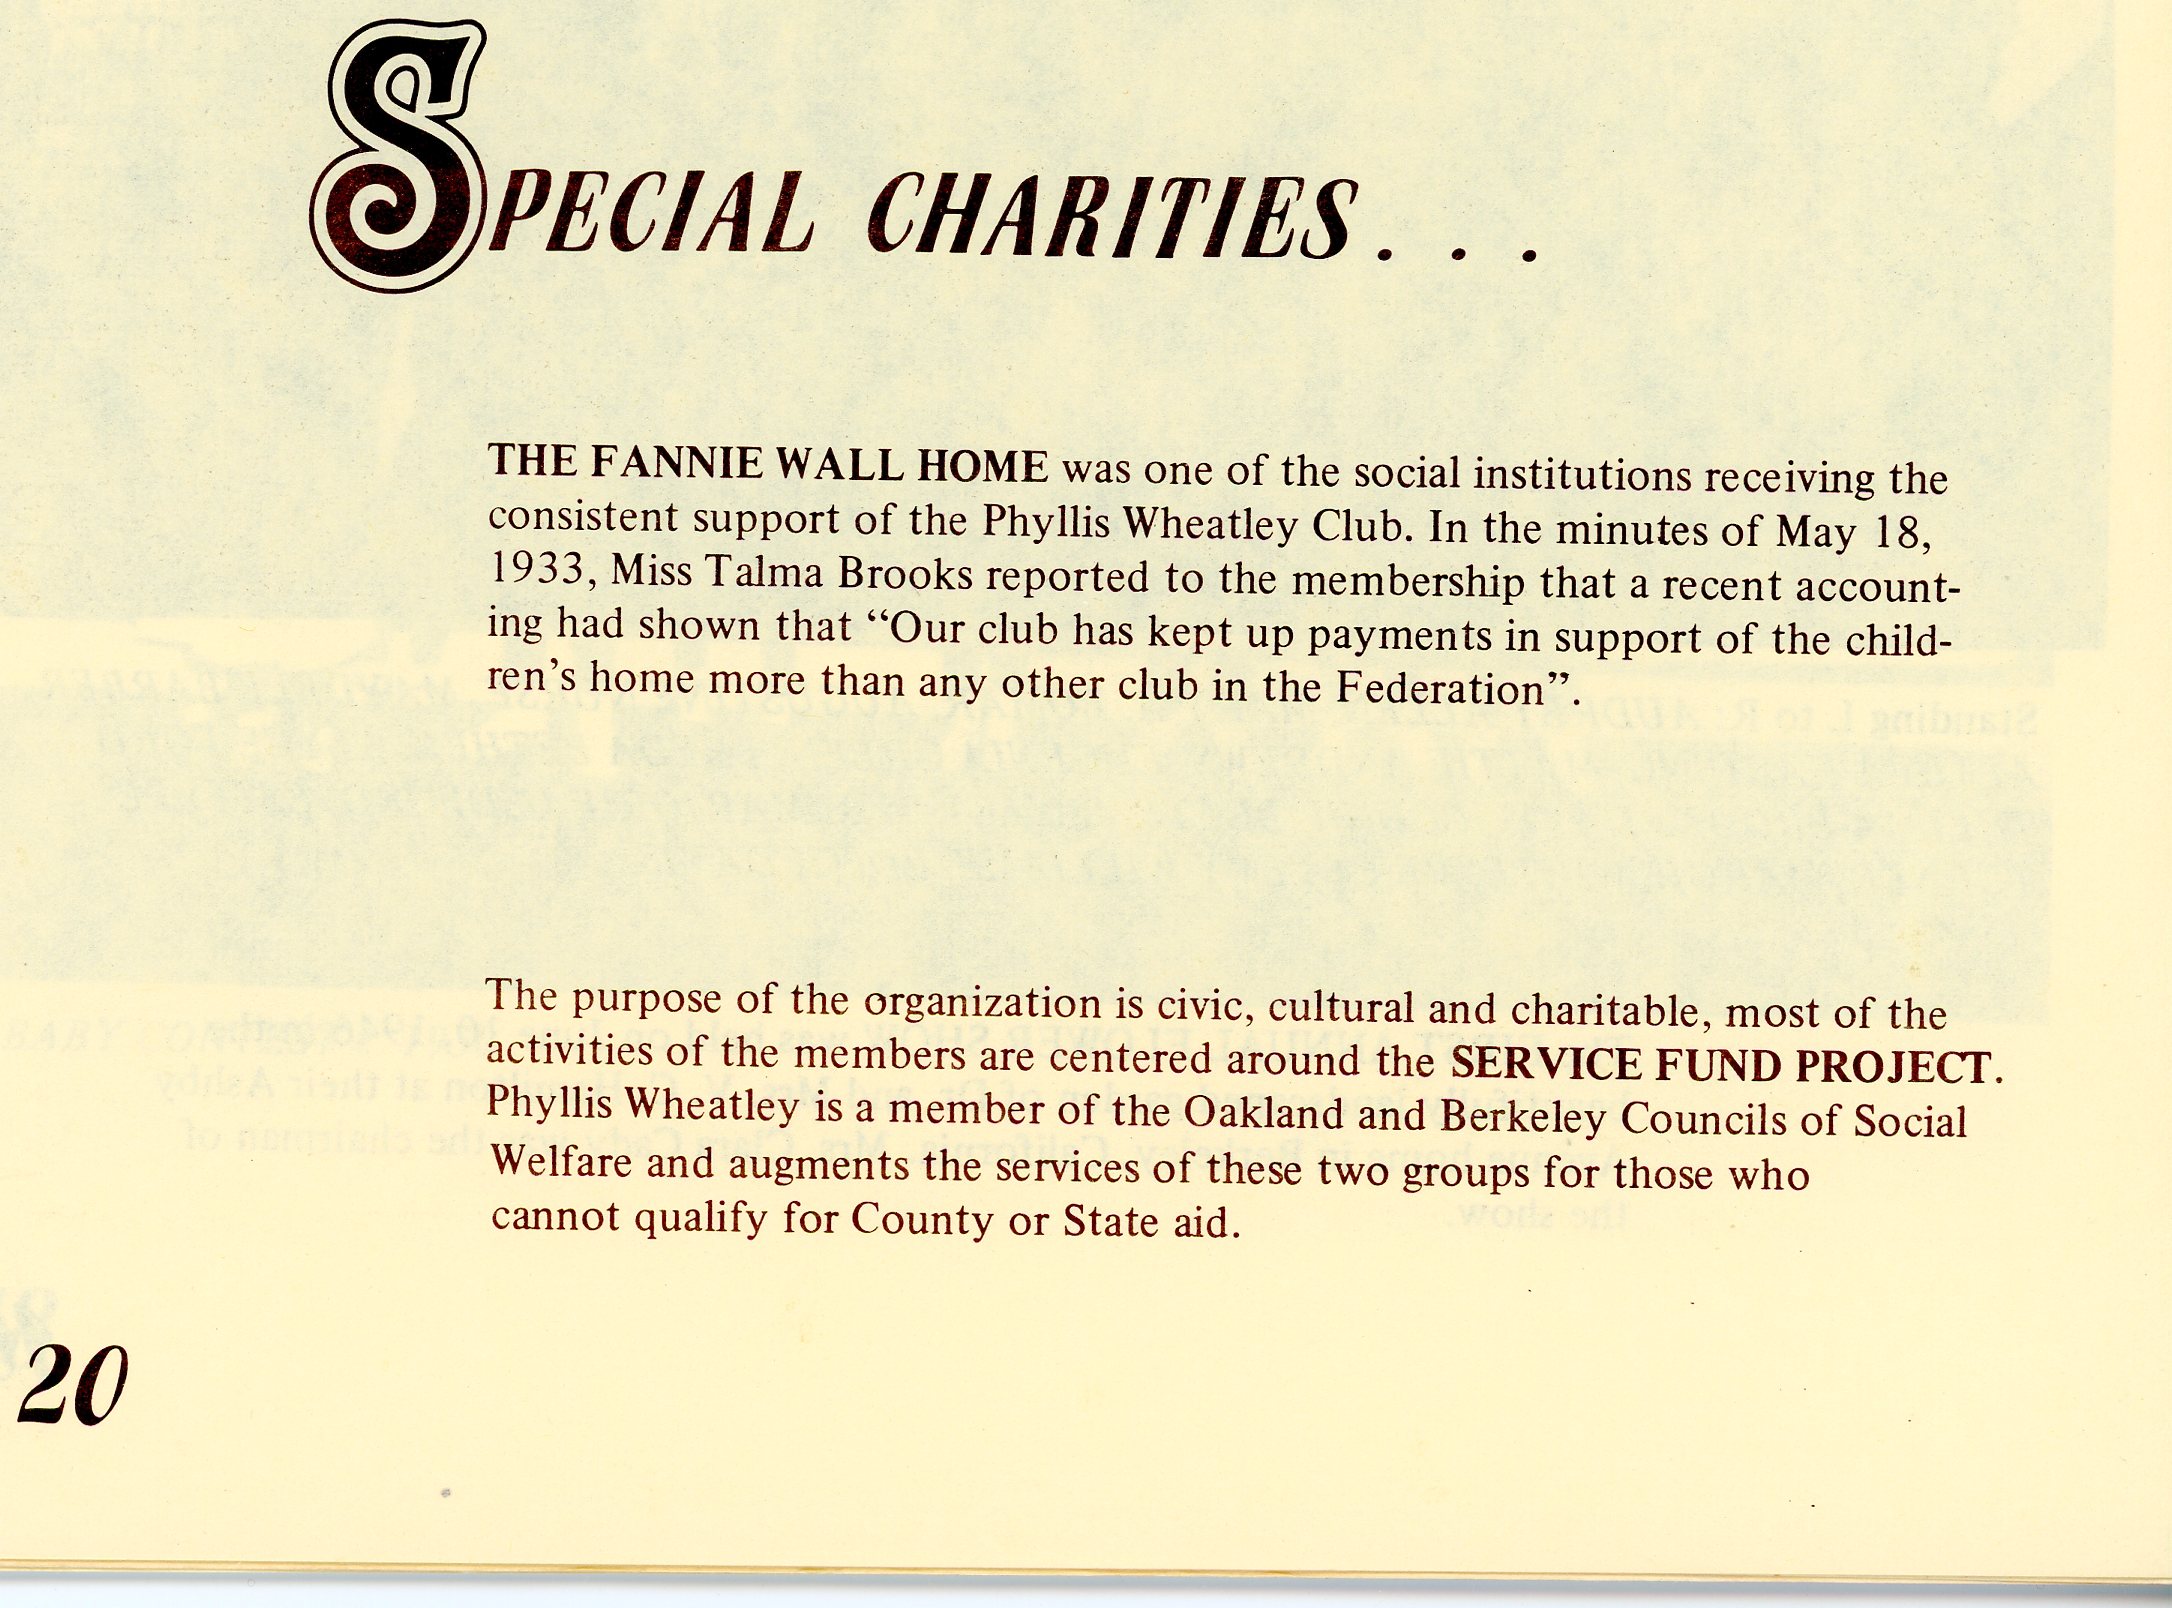 SPECIAL CHARITIES. . .
THE FANNIE WALL HOME was one of the social institutions receiving the
consistent support of the Phyllis Wheatley Club. In the minutes of May 18,
1933, Miss Talma Brooks reported to the membership that a recent account-
ing had shown that “Our club has kept up payments in support of the child-
ren’s home more than any other club in the Federation”.
The purpose of the organization is civic, cultural and charitable, most of the
activities of the members are centered around the SERVICE FUND PROJECT.
Phyllis Wheatley is a member of the Oakland and Berkeley Councils of Social
Welfare and augments the services of these two groups for those who
cannot qualify for County or State aid.
20